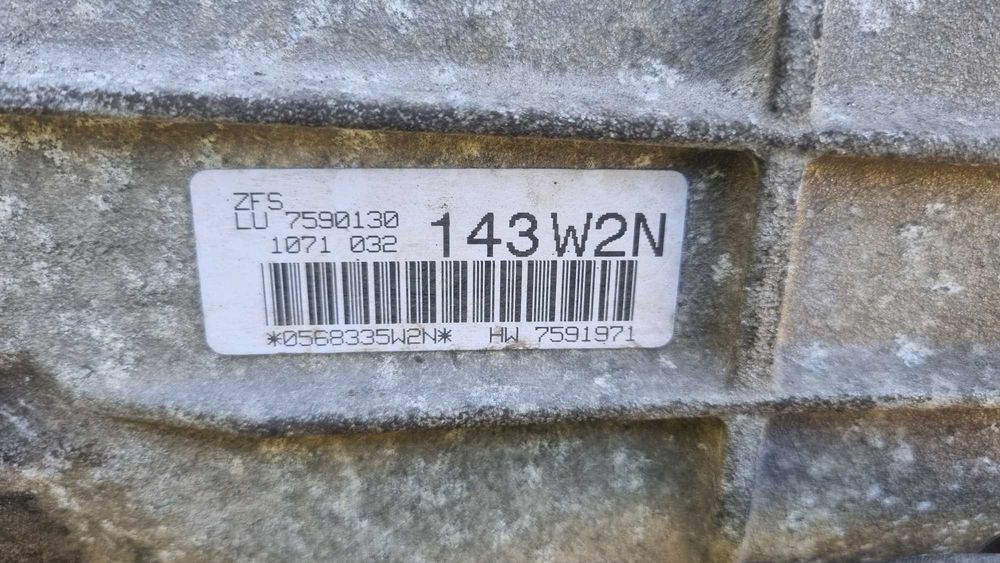 ZFS
LU 7590130
1071 032
143 W2N
*0568335W2N* HW 7591971